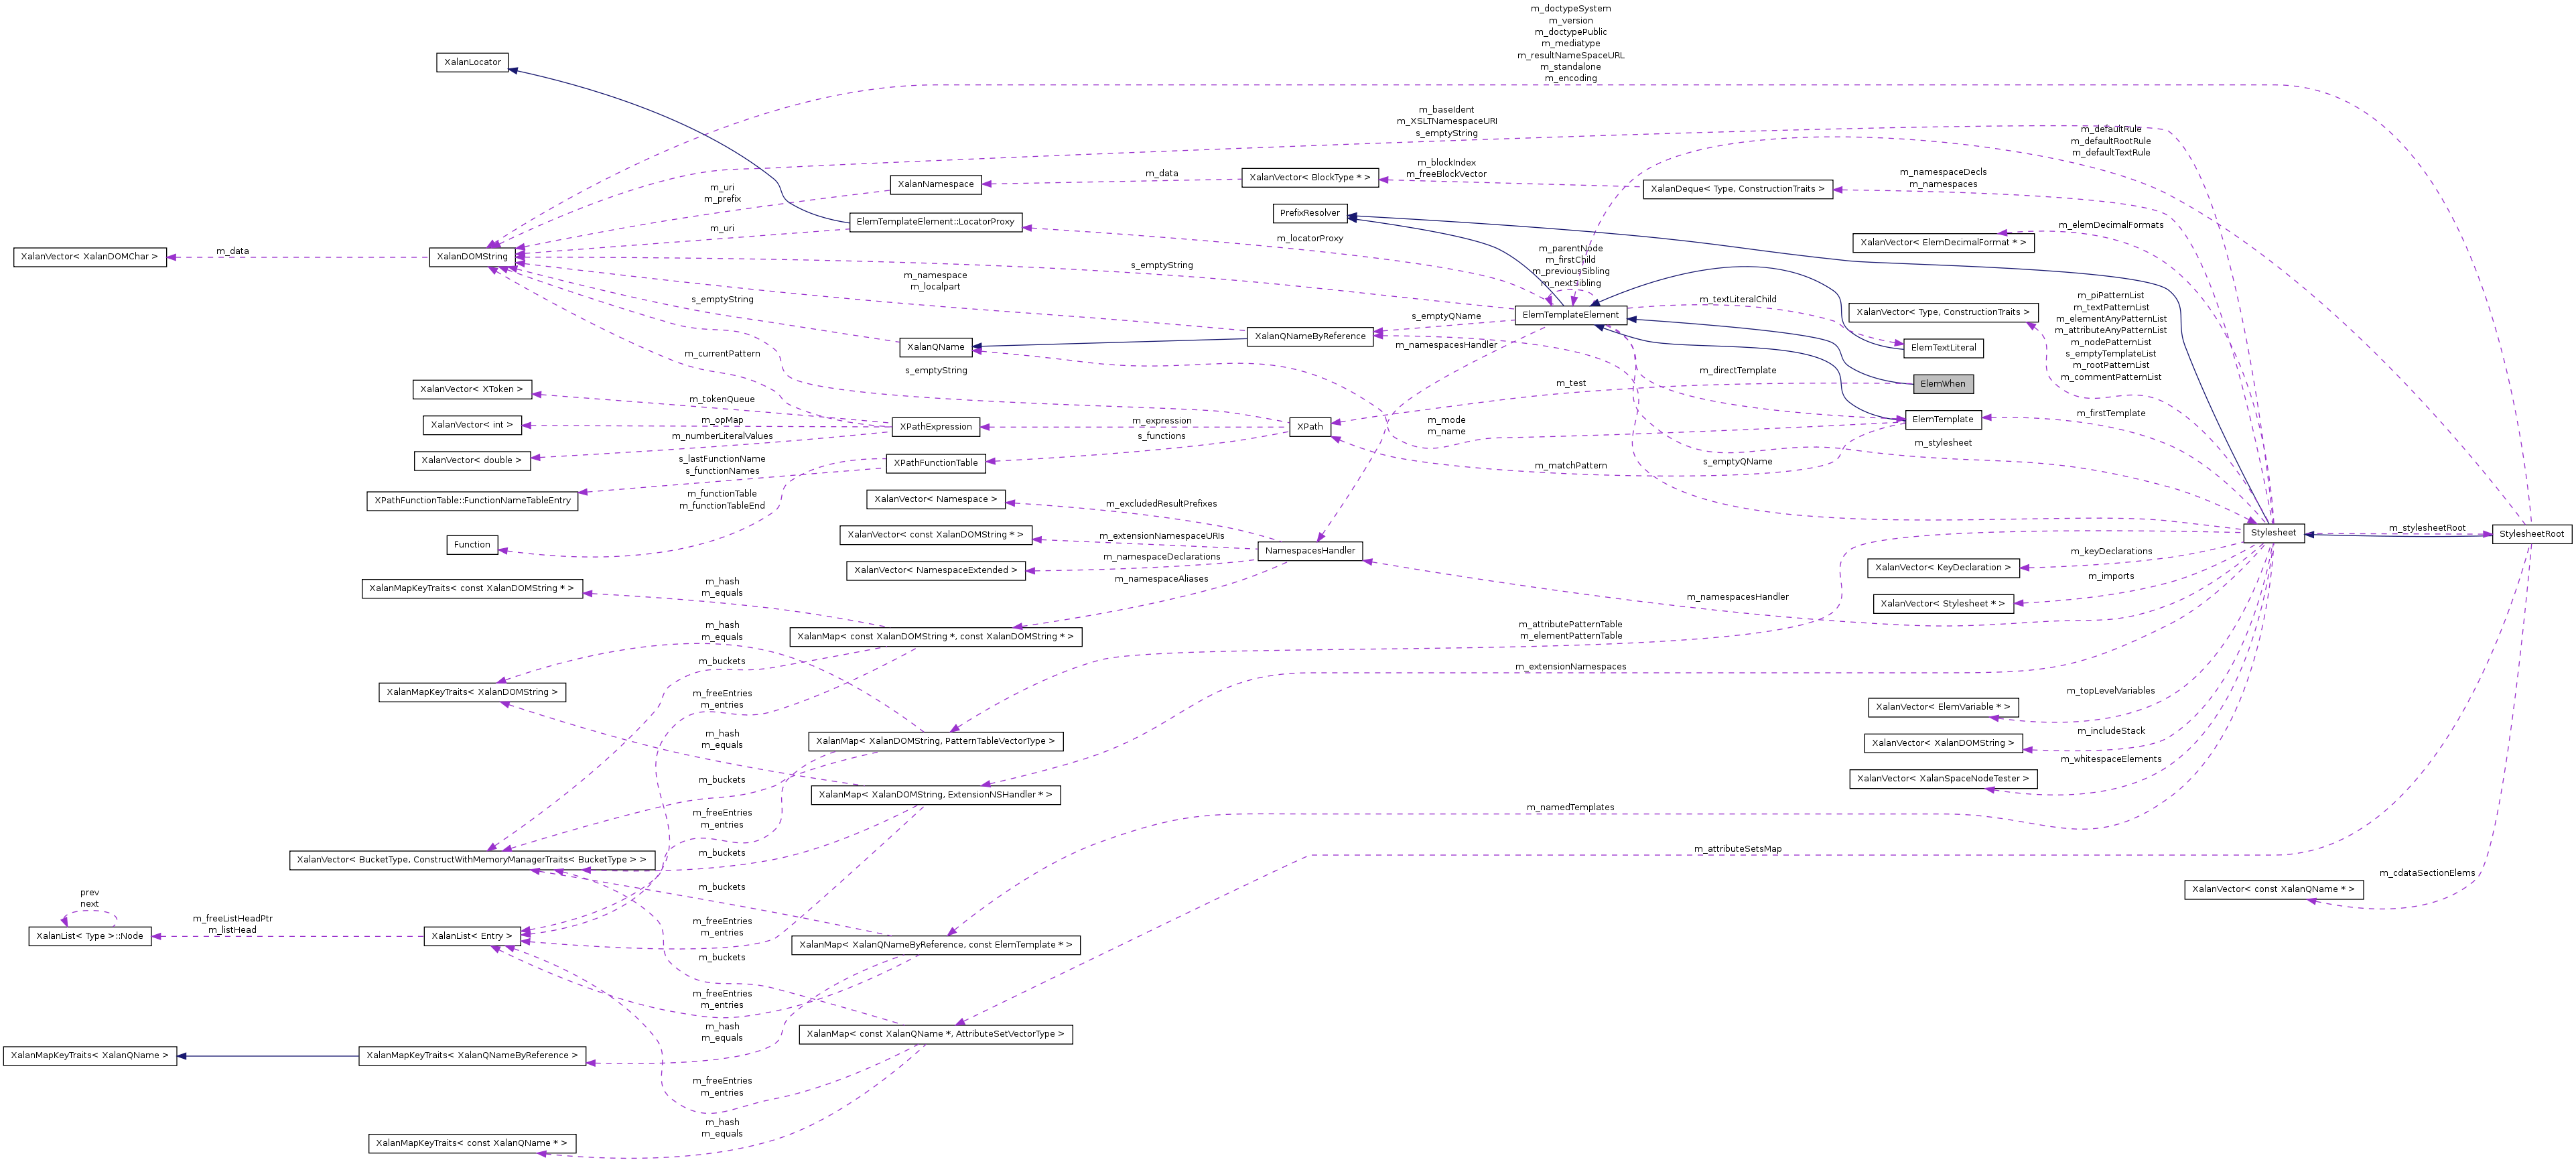 m_doctypeSystem
m_version
m_doctypePublic
m_mediatype
m_resultNameSpaceURL
m_standalone
m_encoding
XalanLocator
m_baseIdent
m_XSLTNamespaceURI
s_emptyString
m_defaultRule
m_defaultRootRule
m_defaultTextRule
m_blockIndex
m_freeBlockVector
m_namespaceDecls
m_namespaces
m_data
XalanVector< BlockType * >
XalanNamespace
XalanDeque< Type, ConstructionTraits >
m_uri
m_prefix
PrefixResolver
ElemTemplateElement::LocatorProxy
m_uri
m_elemDecimalFormats
XalanVector< ElemDecimalFormat * >
m_locatorProxy
m_parentNode
m_firstChild
m_previousSibling
m_nextSibling
m_data
XalanVector< XalanDOMChar >
XalanDOMString
s_emptyString
m_namespace
m_localpart
s_emptyString
m_textLiteralChild
m_piPatternList
m_textPatternList
m_elementAnyPatternList
m_attributeAnyPatternList
m_nodePatternList
s_emptyTemplateList
m_rootPatternList
m_commentPatternList
XalanVector< Type, ConstructionTraits >
ElemTemplateElement
s_emptyQName
XalanQNameByReference
XalanQName
m_namespacesHandler
ElemTextLiteral
m_currentPattern
s_emptyString
m_test
m_directTemplate
ElemWhen
XalanVector< XToken >
m_tokenQueue
m_opMap
XalanVector< int >
XPathExpression
m_expression
XPath
m_mode
m_name
ElemTemplate
m_firstTemplate
m_numberLiteralValues
s_functions
m_stylesheet
XalanVector< double >
s_lastFunctionName
s_functionNames
XPathFunctionTable
m_matchPattern
s_emptyQName
XPathFunctionTable::FunctionNameTableEntry
m_functionTable
m_functionTableEnd
XalanVector< Namespace >
m_excludedResultPrefixes
Function
XalanVector< const XalanDOMString * >
m_extensionNamespaceURIs
NamespacesHandler
Stylesheet
m_stylesheetRoot
StylesheetRoot
m_namespaceDeclarations
XalanVector< NamespaceExtended >
m_keyDeclarations
XalanVector< KeyDeclaration >
m_namespaceAliases
m_imports
XalanVector< Stylesheet * >
m_hash
m_equals
XalanMapKeyTraits< const XalanDOMString * >
m_namespacesHandler
m_hash
m_equals
XalanMap< const XalanDOMString *, const XalanDOMString * >
m_attributePatternTable
m_elementPatternTable
m_buckets
m_extensionNamespaces
XalanMapKeyTraits< XalanDOMString >
m_freeEntries
m_entries
m_topLevelVariables
XalanVector< ElemVariable * >
m_hash
m_equals
XalanMap< XalanDOMString, PatternTableVectorType >
m_includeStack
XalanVector< XalanDOMString >
m_whitespaceElements
m_buckets
XalanVector< XalanSpaceNodeTester >
XalanMap< XalanDOMString, ExtensionNSHandler * >
m_freeEntries
m_entries
m_namedTemplates
m_buckets
m_attributeSetsMap
XalanVector< BucketType, ConstructWithMemoryManagerTraits< BucketType > >
m_buckets
m_cdataSectionElems
XalanVector< const XalanQName * >
prev
next
m_freeListHeadPtr
m_listHead
m_freeEntries
m_entries
XalanList< Type >::Node
XalanList< Entry >
XalanMap< XalanQNameByReference, const ElemTemplate * >
m_buckets
m_freeEntries
m_entries
m_hash
m_equals
XalanMap< const XalanQName *, AttributeSetVectorType >
XalanMapKeyTraits< XalanQName >
XalanMapKeyTraits< XalanQNameByReference >
m_freeEntries
m_entries
m_hash
m_equals
XalanMapKeyTraits< const XalanQName * >